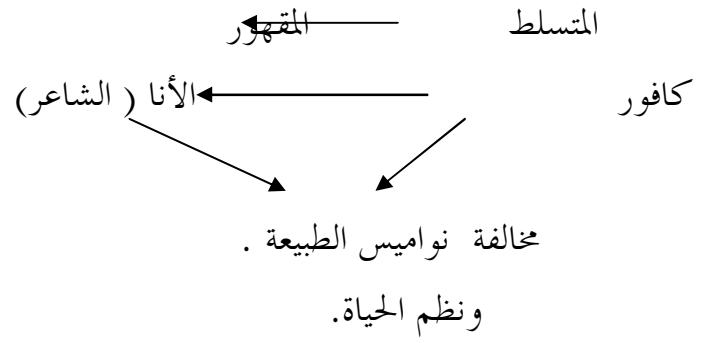 المتسلط المقهور
كافور الأنا ( الشاعر)
مخالفة نواميس الطبيعة .
ونظم الحياة.